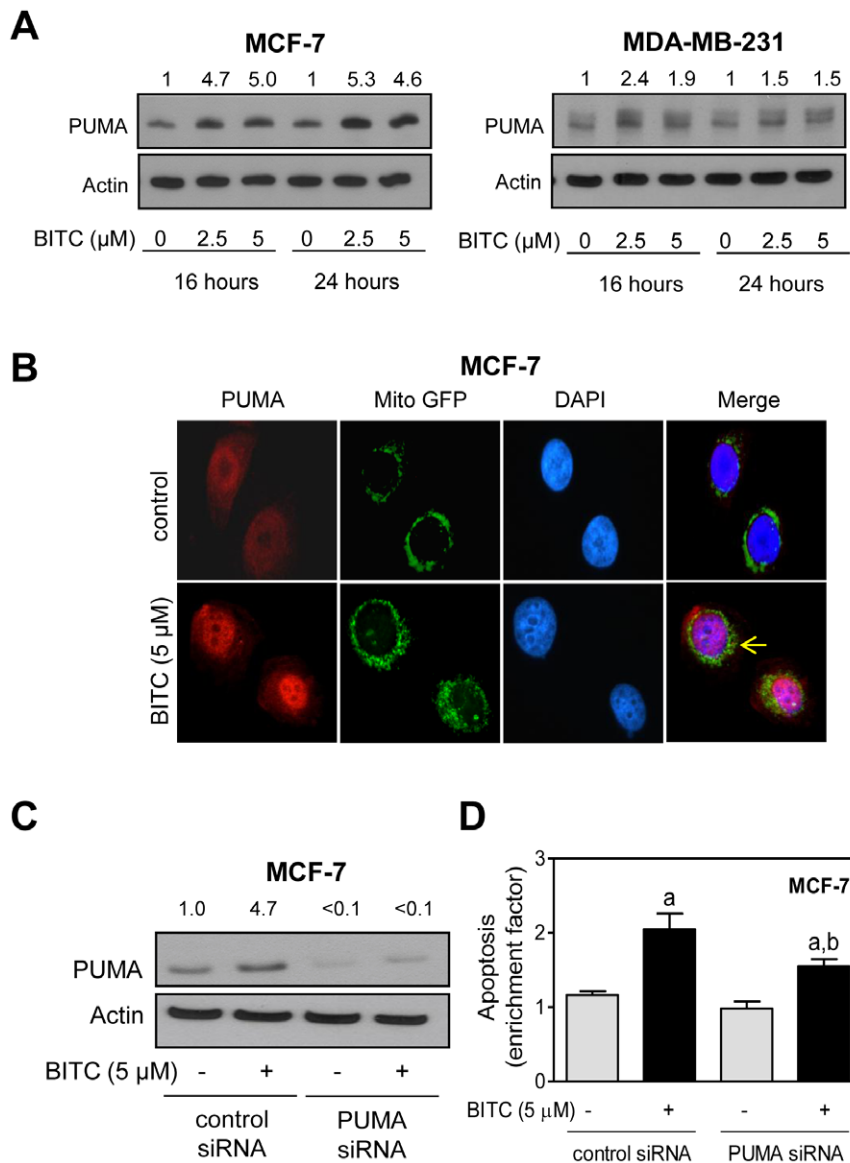 A
MCF-7
1 4.7 5.0 1 5.3 4.6
PUMA
Actin
BITC (µM) 0 2.5 5 0 2.5 5
16 hours 24 hours
MDA-MB-231
1 2.4 1.9 1 1.5 1.5
PUMA
Actin
BITC (µM) 0 2.5 5 0 2.5 5
16 hours 24 hours
B
MCF-7
PUMA Mito GFP DAPI Merge
control
BITC (5 µM)
C
MCF-7
1.0 4.7 <0.1 <0.1
PUMA
Actin
BITC (5 µM) - + - +
control PUMA
siRNA siRNA
D
MCF-7
Apoptosis
(enrichment factor)
3
2
1
0
a
a,b
BITC (5 µM) - + - +
control siRNA PUMA siRNA